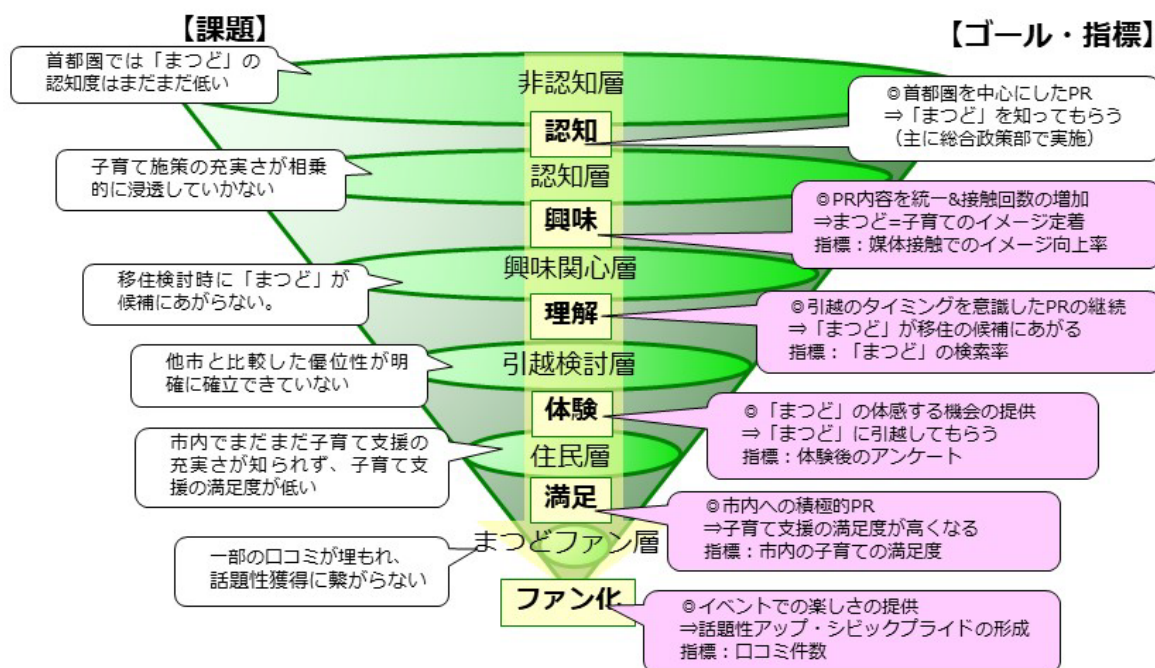 【課題】
【ゴール・指標】
首都圏では「まつど」の
認知度はまだまだ低い
非認知層
◎首都圏を中心にしたPR
⇒「まつど」を知ってもらう
（主に総合政策部で実施）
認知
子育て施策の充実さが相乗
的に浸透していかない
認知層
◎PR内容を統一&接触回数の増加
⇒まつど=子育てのイメージ定着
指標：媒体接触でのイメージ向上率
興味
移住検討時に「まつど」が
候補にあがらない。
興味関心層
◎引越のタイミングを意識したPRの継続
⇒「まつど」が移住の候補にあがる
指標：「まつど」の検索率
理解
他市と比較した優位性が明
確に確立できていない
引越検討層
◎「まつど」の体感する機会の提供
⇒「まつど」に引越してもらう
指標：体験後のアンケート
体験
市内でまだまだ子育て支援の
充実さが知られず、子育て支
援の満足度が低い
住民層
◎市内への積極的PR
⇒子育て支援の満足度が高くなる
指標：市内の子育ての満足度
満足
一部の口コミが埋もれ、
話題性獲得に繋がらない
まつどファン層
◎イベントでの楽しさの提供
⇒話題性アップ・シビックプライドの形成
指標：口コミ件数
ファン化